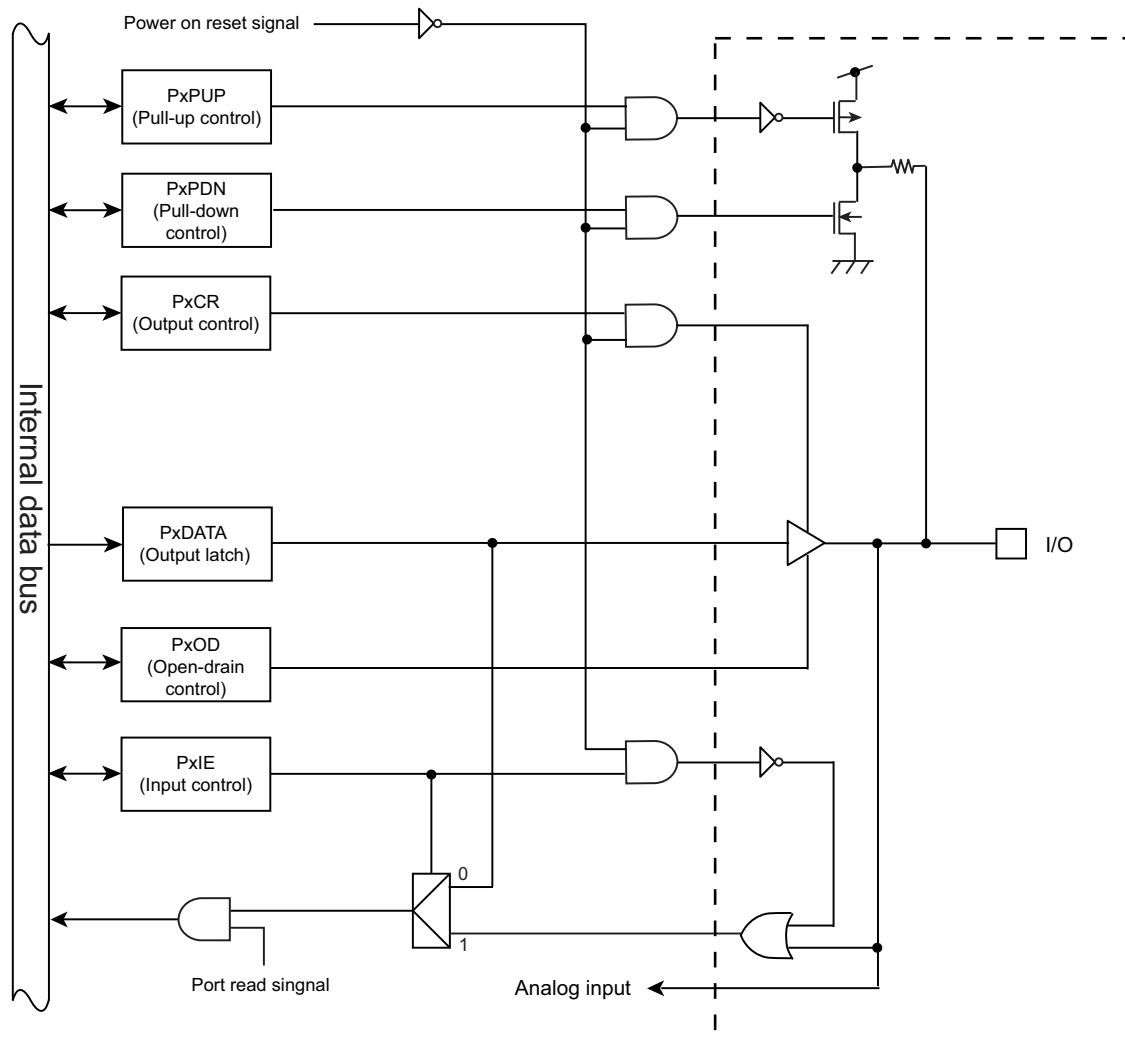 Power on reset signal
PxPUP
(Pull-up control)
PxPDN
(Pull-down
control)
PxCR
(Output control)
Internal data bus
PxDATA
(Output latch)
I/O
PxOD
(Open-drain
control)
PxIE
(Input control)
0
1
Port read singnal
Analog input